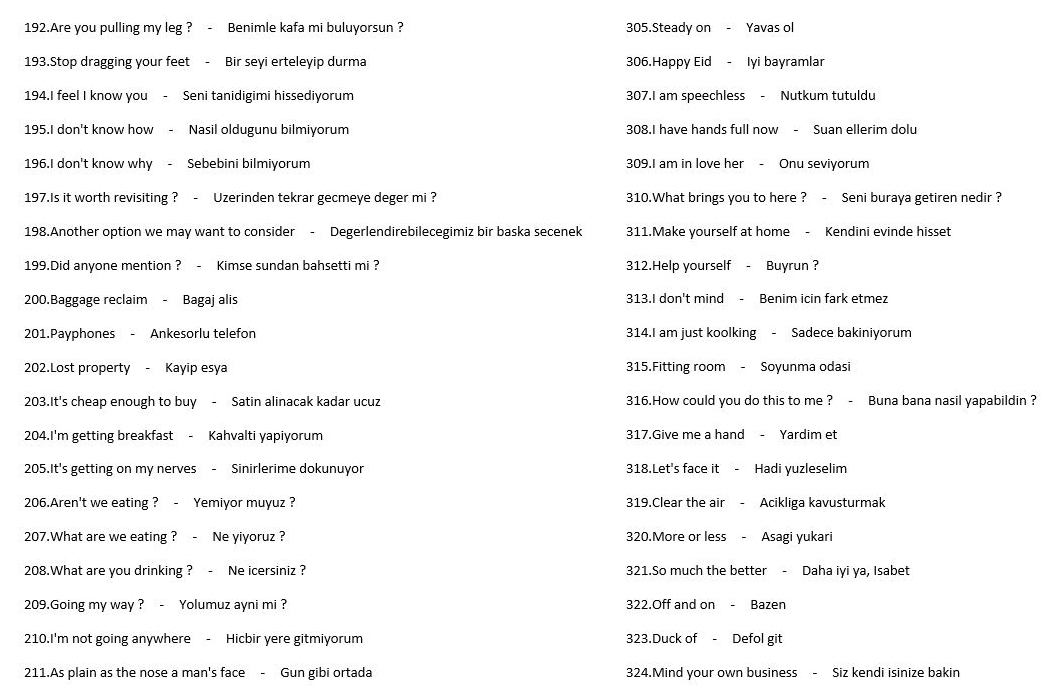 192.Are you pulling my leg ? - Benimle kafa mi buluyorsun ?
193.Stop dragging your feet - Bir seyi erteleyip durma
194.I feel I know you - Seni tanidigimi hissediyorum
195.I don't know how - Nasil oldugunu bilmiyorum
196.I don't know why - Sebebini bilmiyorum
197.Is it worth revisiting ? - Uzerinden tekrar gecmeye deger mi ?
198.Another option we may want to consider - Degerlendirebilecegimiz bir baska secenek
199.Did anyone mention ? - Kimse sundan bahsetti mi ?
200.Baggage reclaim - Bagaj alis
201.Payphones - Ankesorlu telefon
202.Lost property - Kayip esya
203.It's cheap enough to buy - Satin alinacak kadar ucuz
204.I'm getting breakfast - Kahvalti yapiyorum
205.It's getting on my nerves - Sinirlerime dokunuyor
206.Aren't we eating ? - Yemiyor muyuz ?
207.What are we eating ? - Ne yiyoruz ?
208.What are you drinking ? - Ne icersiniz ?
209.Going my way ? - Yolumuz ayni mi ?
210.I'm not going anywhere - Hicbir yere gitmiyorum
211.As plain as the nose a man's face - Gun gibi ortada
305.Steady on - Yavas ol
306.Happy Eid - Iyi bayramlar
307.I am speechless - Nutkum tutuldu
308.I have hands full now - Suan ellerim dolu
309.I am in love her - Onu seviyorum
310.What brings you to here ? - Seni buraya getiren nedir ?
311.Make yourself at home - Kendini evinde hisset
312.Help yourself - Buyrun ?
313.I don't mind - Benim icin fark etmez
314.I am just koolking - Sadece bakiniyorum
315.Fitting room - Soyunma odasi
316.How could you do this to me ? - Buna bana nasil yapabildin ?
317.Give me a hand - Yardim et
318.Let's face it - Hadi yuzleselim
319.Clear the air - Acikliga kavusturmak
320.More or less - Asagi yukari
321.So much the better - Daha iyi ya, Isabet
322.Off and on - Bazen
323.Duck of - Defol git
324.Mind your own business - Siz kendi isinize bakin